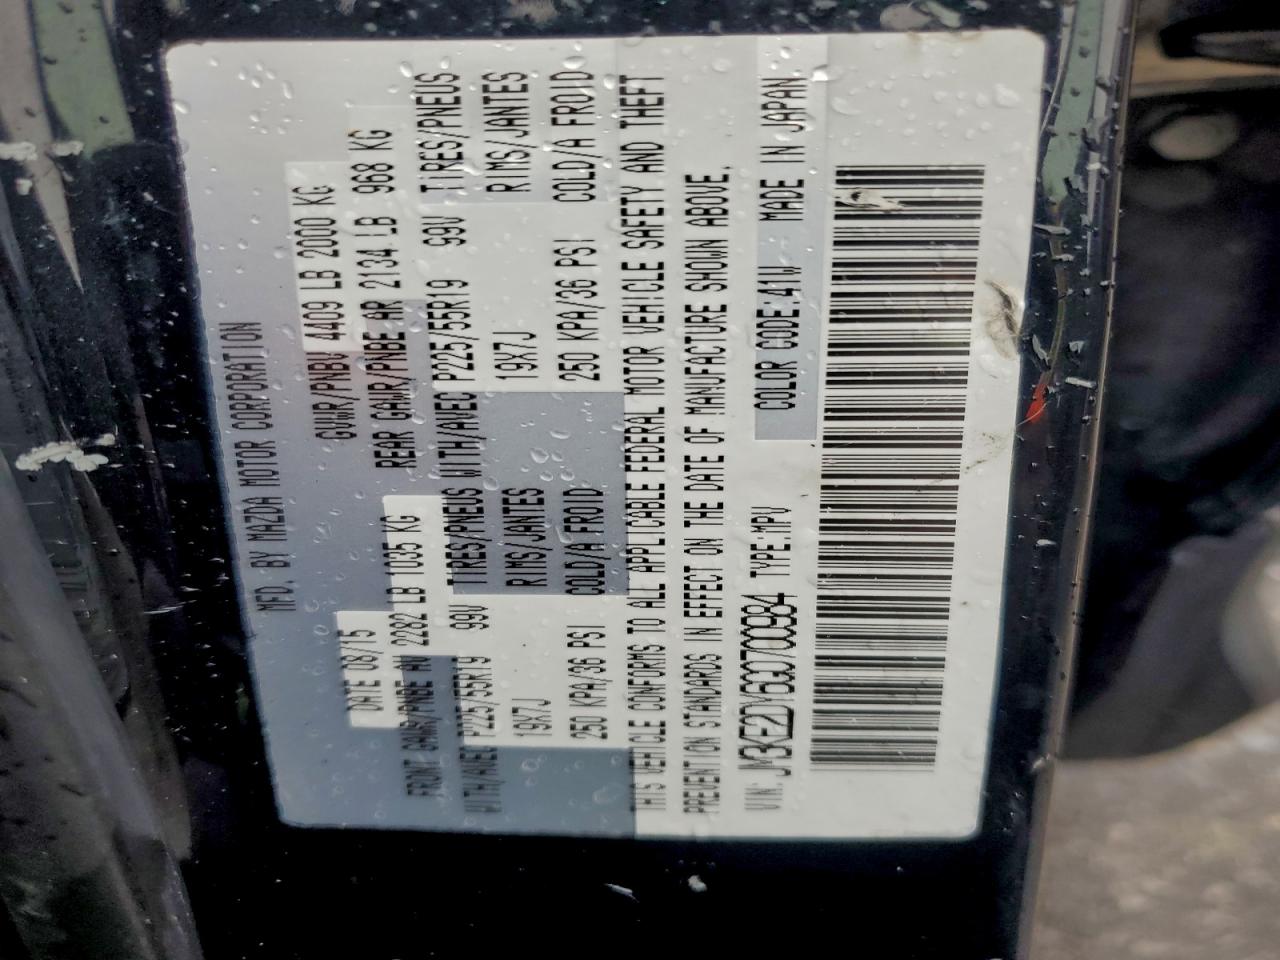 MFD. BY MAZDA MOTOR CORPORATION
DATE 08/15 GVWR/PNBV 4409 LB 2000 KG
FRONT GAWR/PNBE AV 2282 LB 1035 KG REAR GAWR/PNBE AR 2134 LB 968 KG
WITH/AVEC P225/55R19 99V TIRES/PNEUS WITH/AVEC P225/55R19 99V TIRES/PNEUS
19X7J RIMS/JANTES 19X7J RIMS/JANTES
250 KPA/36 PSI COLD/A FROID 250 KPA/36 PSI COLD/A FROID
THIS VEHICLE CONFORMS TO ALL APPLICABLE FEDERAL MOTOR VEHICLE SAFETY AND THEFT
PREVENTION STANDARDS IN EFFECT ON THE DATE OF MANUFACTURE SHOWN ABOVE.
VIN. JM3KE2DY6G0700984 TYPE:MPV COLOR CODE:41W MADE IN JAPAN